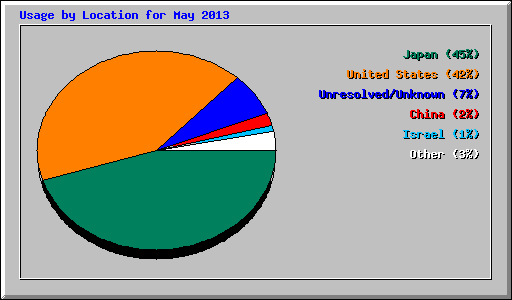 Usage by Location for May 2013
Japan (45%)
United States (42%)
Unresolved/Unknown (7%)
China (2%)
Israel (1%)
Other (3%)